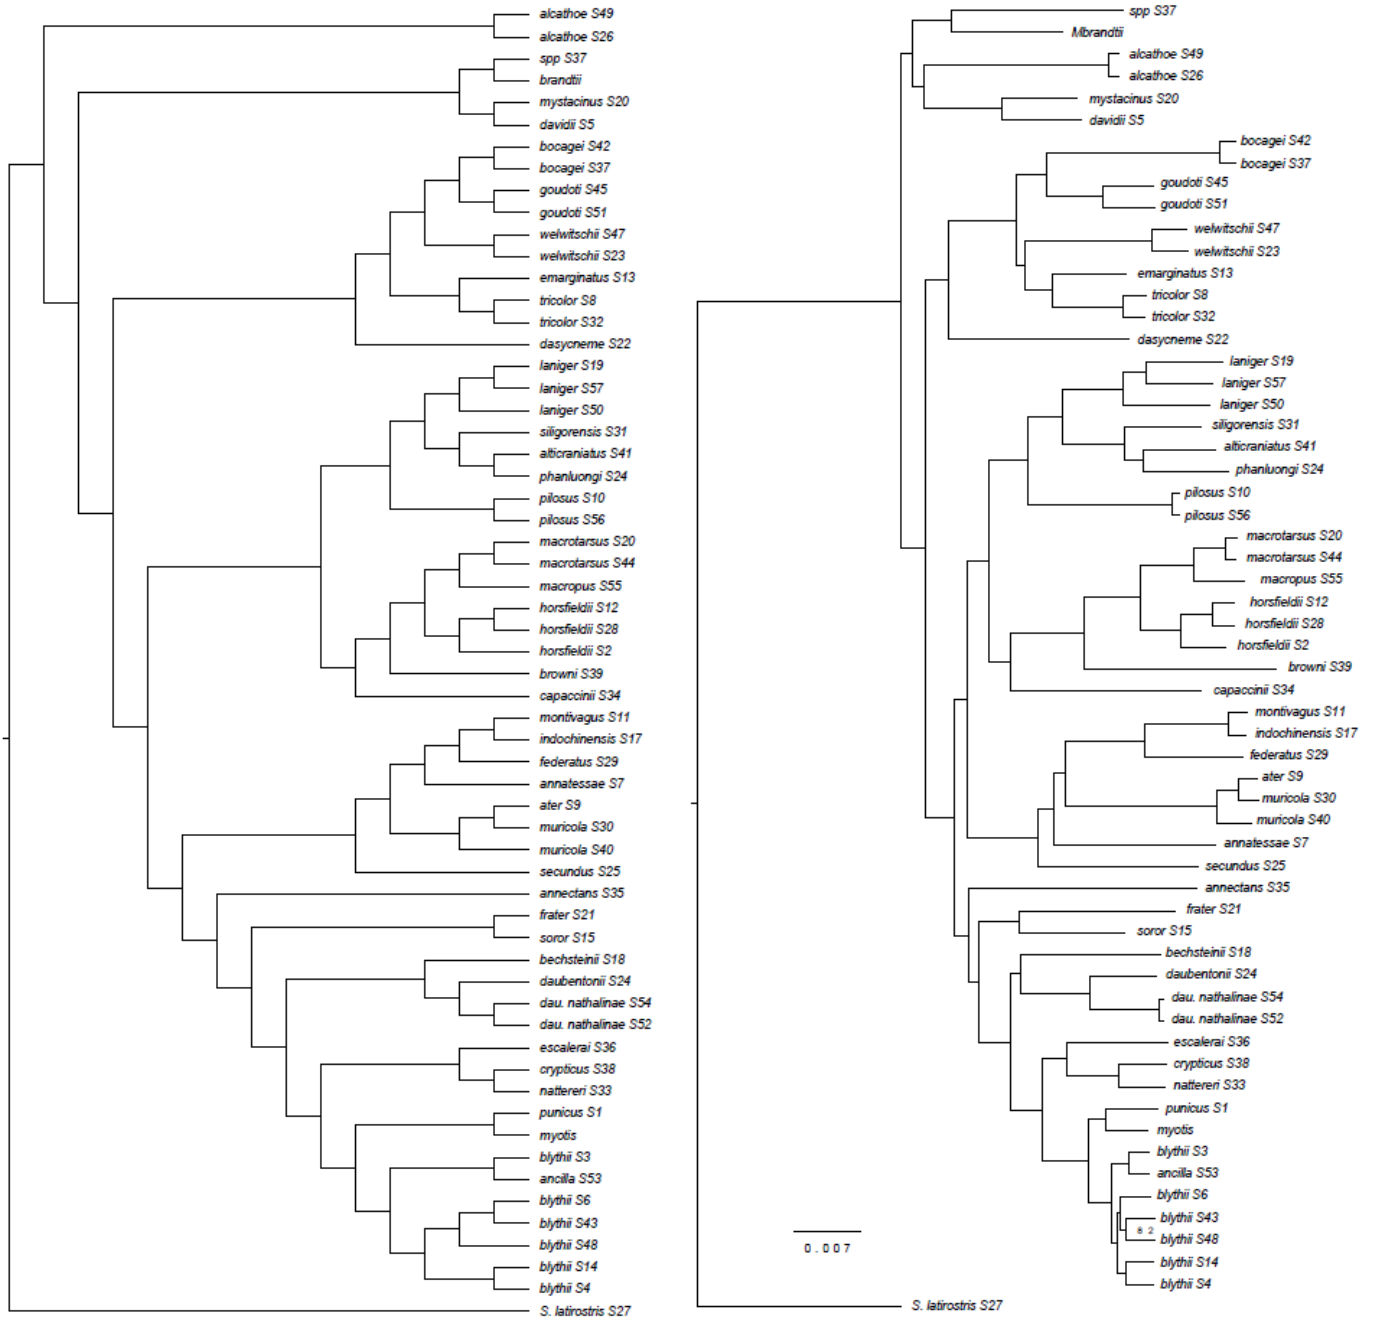 alcathoe S49
alcathoe S26
spp S37
brandtii
mystacinus S20
davidii S5
bocagei S42
bocagei S37
goudoti S45
goudoti S51
welwitschii S47
welwitschii S23
emarginatus S13
tricolor S8
tricolor S32
dasycneme S22
laniger S19
laniger S57
laniger S50
siligorensis S31
alticraniatus S41
phanluongi S24
pilosus S10
pilosus S56
macrotarsus S20
macrotarsus S44
macropus S55
horsfieldii S12
horsfieldii S28
horsfieldii S2
browni S39
capaccinii S34
montivagus S11
indochinensis S17
federatus S29
annatessae S7
ater S9
muricola S30
muricola S40
secundus S25
annectans S35
frater S21
soror S15
bechsteinii S18
daubentonii S24
dau. nathalinae S54
dau. nathalinae S52
escalerai S36
crypticus S38
nattereri S33
punicus S1
myotis
blythii S3
ancilla S53
blythii S6
blythii S43
blythii S48
blythii S14
blythii S4
S. latirostris S27
spp S37
Mbrandtii
alcathoe S49
alcathoe S26
mystacinus S20
davidii S5
bocagei S42
bocagei S37
goudoti S45
goudoti S51
welwitschii S47
welwitschii S23
emarginatus S13
tricolor S8
tricolor S32
dasycneme S22
laniger S19
laniger S57
laniger S50
siligorensis S31
alticraniatus S41
phanluongi S24
pilosus S10
pilosus S56
macrotarsus S20
macrotarsus S44
macropus S55
horsfieldii S12
horsfieldii S28
horsfieldii S2
browni S39
capaccinii S34
montivagus S11
indochinensis S17
federatus S29
ater S9
muricola S30
muricola S40
annatessae S7
secundus S25
annectans S35
frater S21
soror S15
bechsteinii S18
daubentonii S24
dau. nathalinae S54
dau. nathalinae S52
escalerai S36
crypticus S38
nattereri S33
punicus S1
myotis
blythii S3
ancilla S53
blythii S6
blythii S43
82
blythii S48
blythii S14
blythii S4
0.007
S. latirostris S27